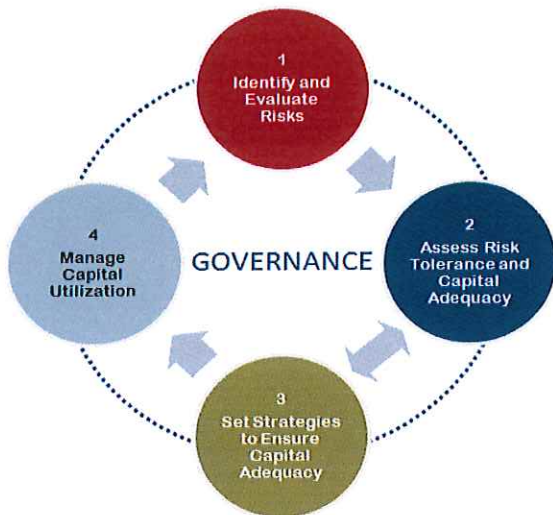 1
Identify and
Evaluate
Risks
2
Assess Risk
Tolerance and
Capital
Adequacy
GOVERNANCE
3
Set Strategies
to Ensure
Capital
Adequacy
4
Manage
Capital
Utilization